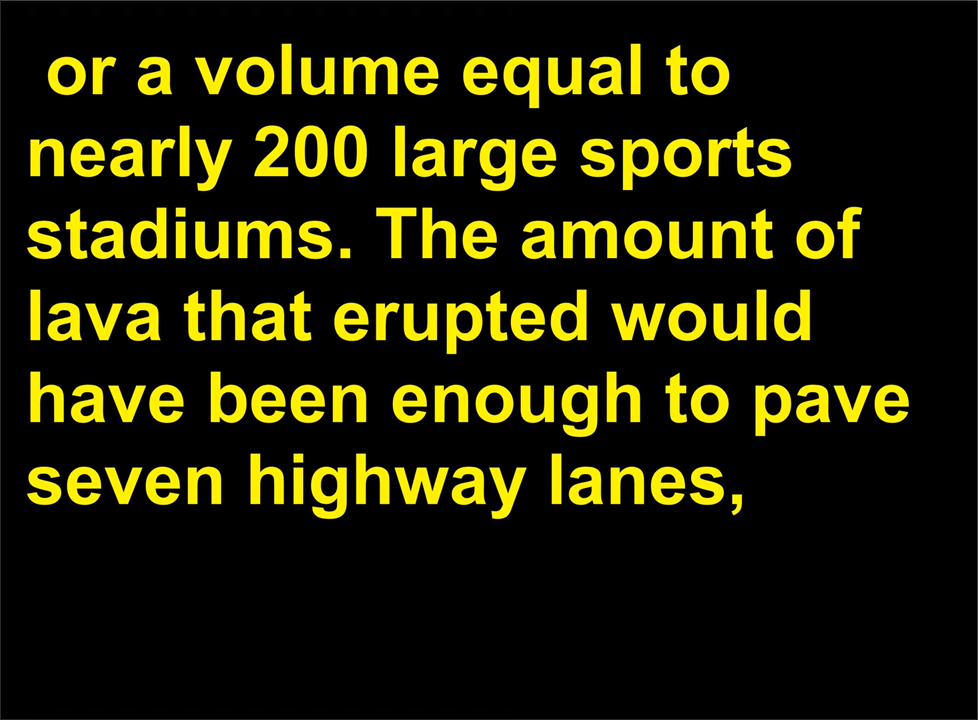 or a volume equal to
nearly 200 large sports
stadiums. The amount of
lava that erupted would
have been enough to pave
seven highway lanes,